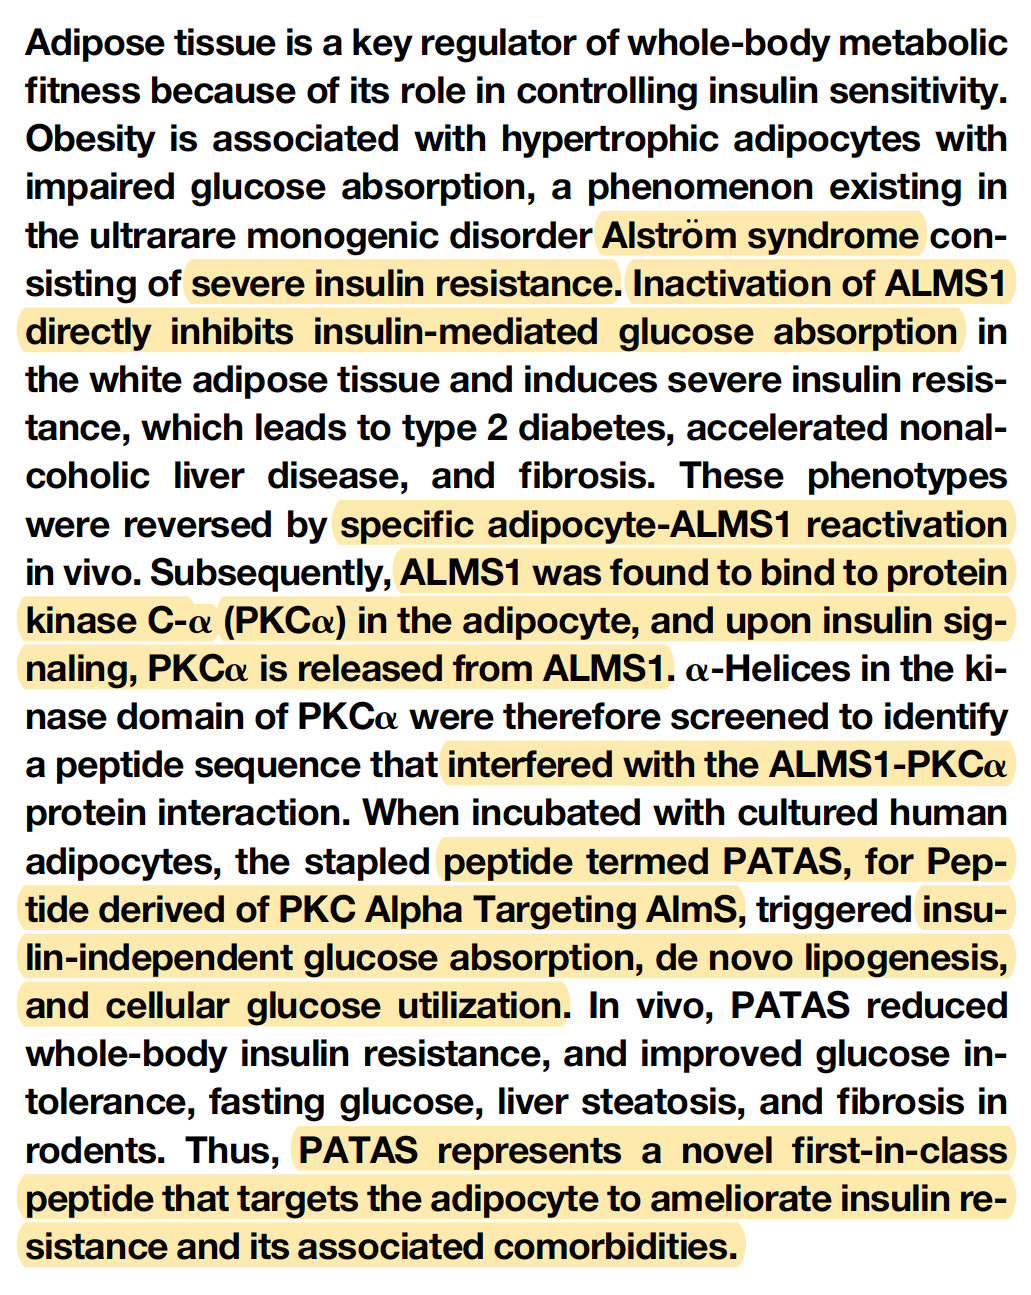 Adipose tissue is a key regulator of whole-body metabolic
fitness because of its role in controlling insulin sensitivity.
Obesity is associated with hypertrophic adipocytes with
impaired glucose absorption, a phenomenon existing in
the ultrarare monogenic disorder Alström syndrome con-
sisting of severe insulin resistance. Inactivation of ALMS1
directly inhibits insulin-mediated glucose absorption in
the white adipose tissue and induces severe insulin resis-
tance, which leads to type 2 diabetes, accelerated nonal-
coholic liver disease, and fibrosis. These phenotypes
were reversed by specific adipocyte-ALMS1 reactivation
in vivo. Subsequently, ALMS1 was found to bind to protein
kinase C-α (PKCα) in the adipocyte, and upon insulin sig-
naling, PKCα is released from ALMS1. α-Helices in the ki-
nase domain of PKCα were therefore screened to identify
a peptide sequence that interfered with the ALMS1-PKCα
protein interaction. When incubated with cultured human
adipocytes, the stapled peptide termed PATAS, for Pep-
tide derived of PKC Alpha Targeting AlmS, triggered insu-
lin-independent glucose absorption, de novo lipogenesis,
and cellular glucose utilization. In vivo, PATAS reduced
whole-body insulin resistance, and improved glucose in-
tolerance, fasting glucose, liver steatosis, and fibrosis in
rodents. Thus, PATAS represents a novel first-in-class
peptide that targets the adipocyte to ameliorate insulin re-
sistance and its associated comorbidities.